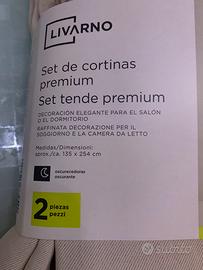 LIVARNO
Set de cortinas
premium
Set tende premium
DECORACIÓN ELEGANTE PARA EL SALÓN
O EL DORMITORIO
RAFFINATA DECORAZIONE PER IL
SOGGIORNO E LA CAMERA DA LETTO
Medidas/Dimensioni:
aprox./ca. 135 x 254 cm
oscurecedoras
oscurante
2 piezas
pezzi
subito